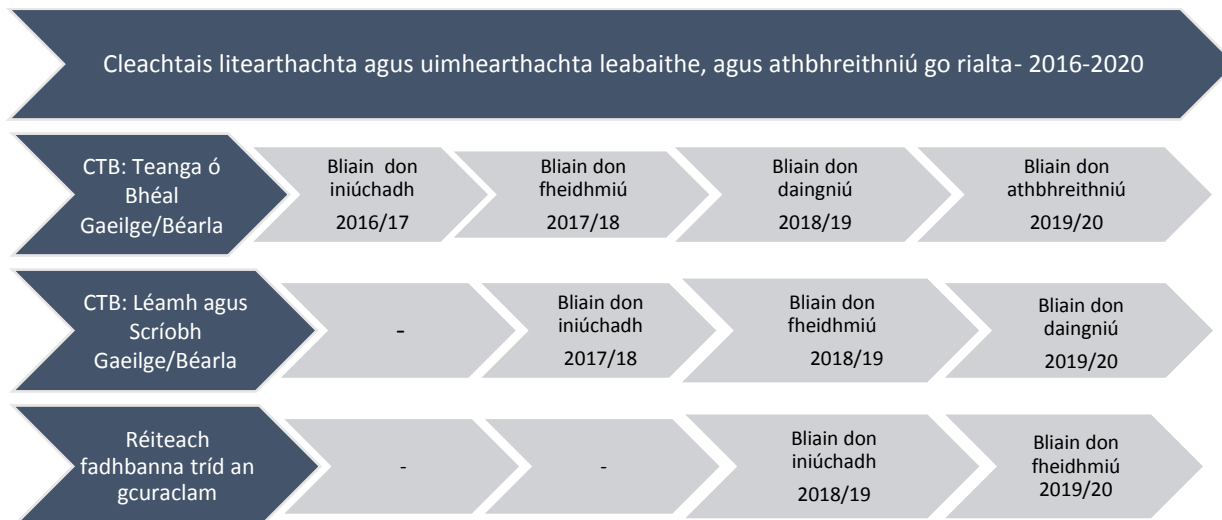 Cleachtais litearthachta agus uimhearthachta leabaithe, agus athbhreithniú go rialta- 2016-2020
CTB: Teanga ó
Bhéal
Gaeilge/Béarla
Bliain don
iniúchadh
2016/17
Bliain don
fheidhmiú
2017/18
Bliain don
daingniú
2018/19
Bliain don
athbhreithniú
2019/20
CTB: Léamh agus
Scríobh
Gaeilge/Béarla
-
Bliain don
iniúchadh
2017/18
Bliain don
fheidhmiú
2018/19
Bliain don
daingniú
2019/20
Réiteach
fadhbanna tríd an
gcuraclam
-
-
Bliain don
iniúchadh
2018/19
Bliain don
fheidhmiú
2019/20